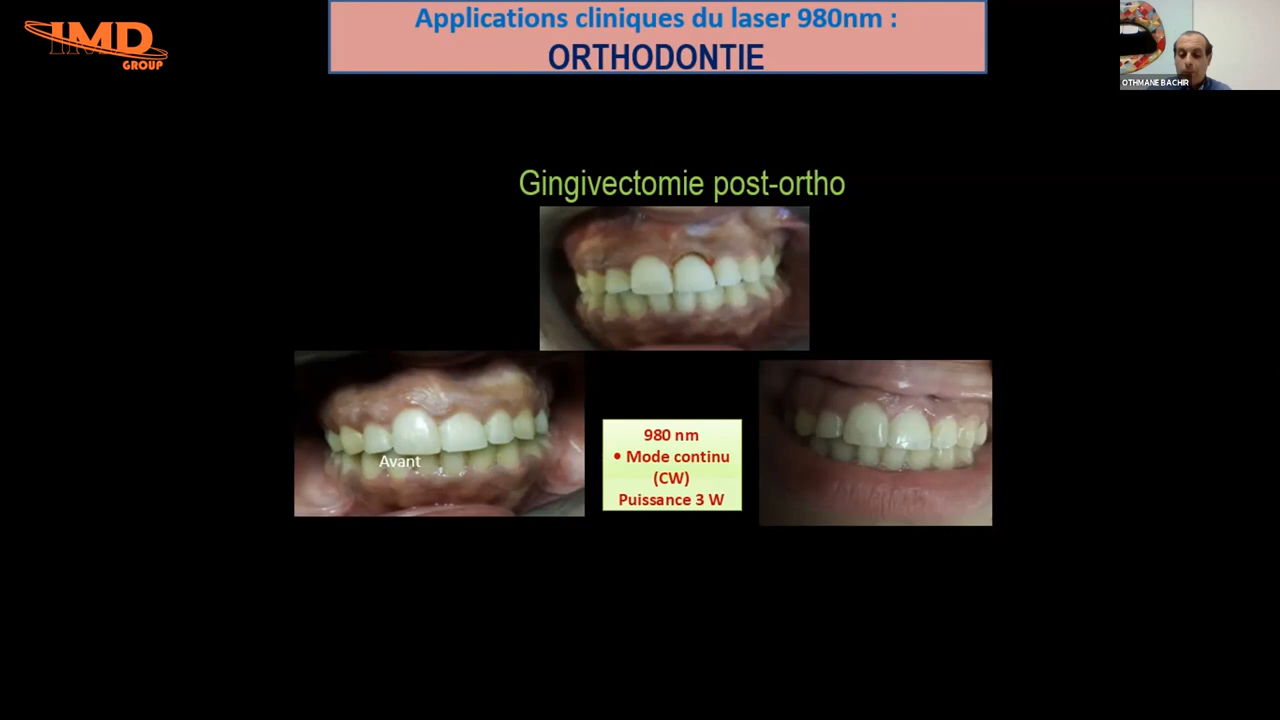 IMD
GROUP
Applications cliniques du laser 980nm :
ORTHODONTIE
OTHMANE BACHIR
Gingivectomie post-ortho
Avant
980 nm
• Mode continu
(CW)
Puissance 3 W